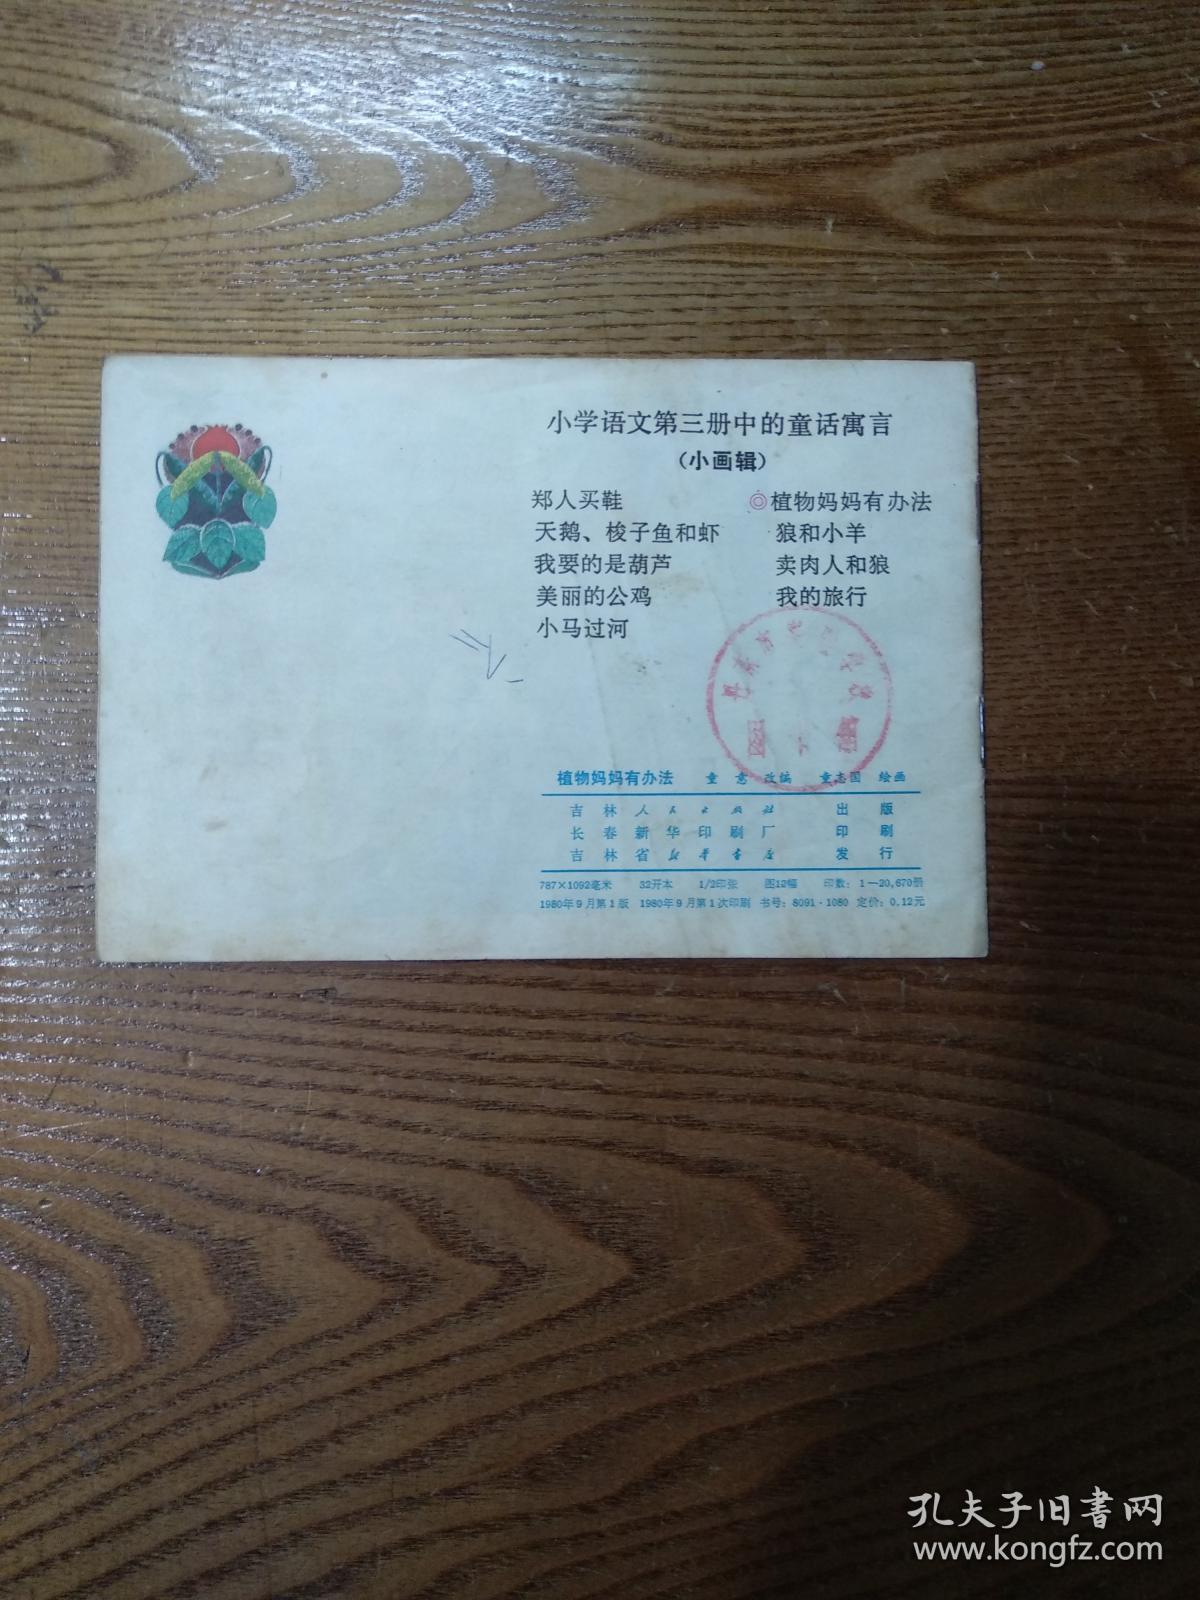 小学语文第三册中的童话寓言
（小画辑）
郑人买鞋 ◎植物妈妈有办法
天鹅、梭子鱼和虾 狼和小羊
我要的是葫芦 卖肉人和狼
美丽的公鸡 我的旅行
小马过河
植物妈妈有办法 童意 改编 童志国 绘画
吉林人民出版社 出版
长春新华印刷厂 印刷
吉林省新华书店 发行
787×1092毫米 32开本 1/2印张 图12幅 印数：1—20,670册
1980年9月第1版 1980年9月第1次印刷 书号：8091·1080 定价：0.12元
孔夫子旧书网
www.kongfz.com